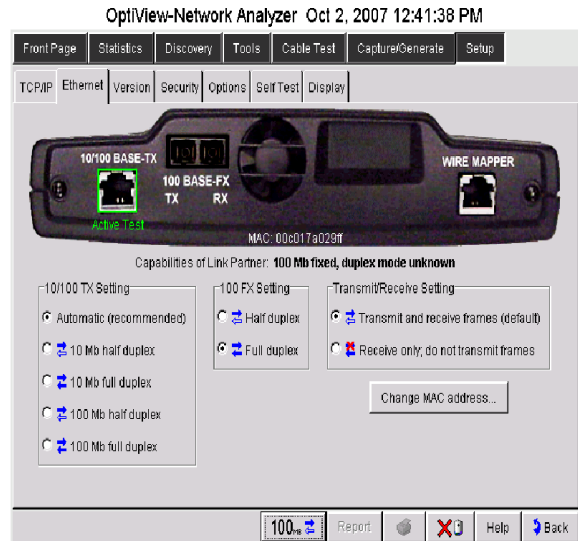 OptiView-Network Analyzer Oct 2, 2007 12:41:38 PM
Front Page Statistics Discovery Tools Cable Test Capture/Generate Setup
TCP/IP Ethernet Version Security Options Self Test Display
10/100 BASE-TX
100 BASE-FX
TX RX
WIRE MAPPER
Active Test
MAC: 00c017a029ff
Capabilities of Link Partner: 100 Mb fixed, duplex mode unknown
10/100 TX Setting
Automatic (recommended)
10 Mb half duplex
10 Mb full duplex
100 Mb half duplex
100 Mb full duplex
100 FX Setting
Half duplex
Full duplex
Transmit/Receive Setting
Transmit and receive frames (default)
Receive only; do not transmit frames
Change MAC address...
100Mb Report Help Back